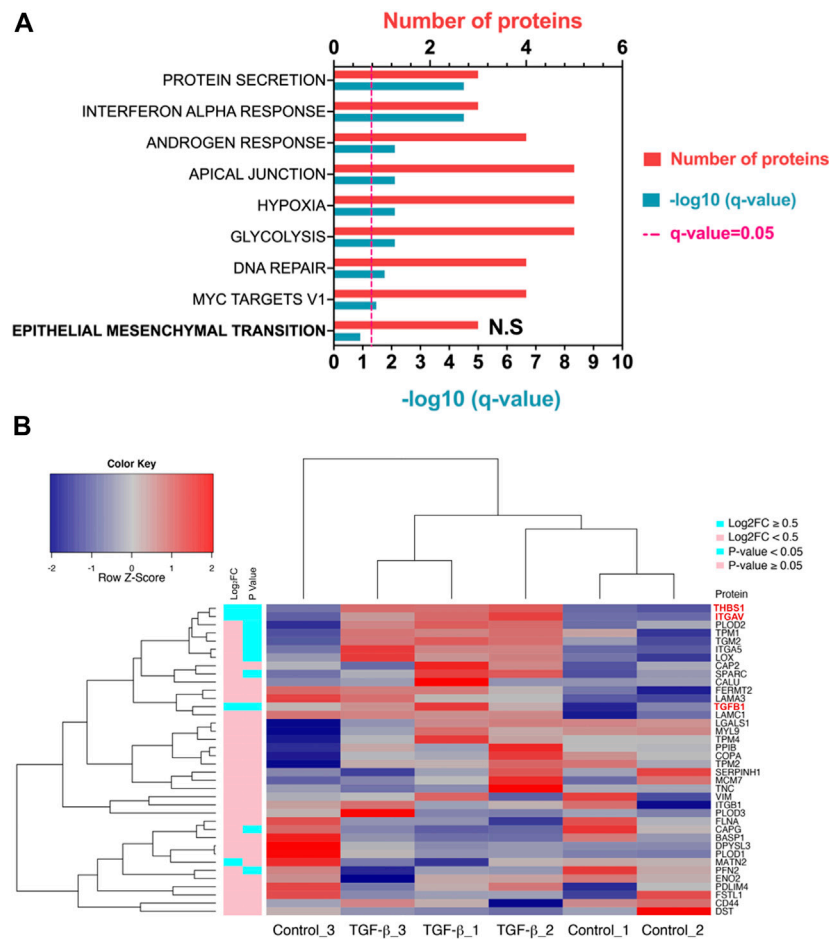 A
Number of proteins
0 2 4 6
PROTEIN SECRETION
INTERFERON ALPHA RESPONSE
ANDROGEN RESPONSE
APICAL JUNCTION
HYPOXIA
GLYCOLYSIS
DNA REPAIR
MYC TARGETS V1
EPITHELIAL MESENCHYMAL TRANSITION
N.S
0 1 2 3 4 5 6 7 8 9 10
-log10 (q-value)
Number of proteins
-log10 (q-value)
q-value=0.05
B
Color Key
-2 -1 0 1 2
Row Z-Score
Log2FC
P Value
Log2FC ≥ 0.5
Log2FC < 0.5
P-value < 0.05
P-value ≥ 0.05
Protein
THBS1
ITGAV
PLOD2
TPM1
TGM2
ITGA5
LOX
CAP2
SPARC
CALU
FERMT2
LAMA3
TGFB1
LAMC1
LGALS1
MYL9
TPM4
PPIB
COPA
TPM2
SERPINH1
MCM7
TNC
VIM
ITGB1
PLOD3
FLNA
CAPG
BASP1
DPYSL3
PLOD1
MATN2
PFN2
ENO2
PDLIM4
FSTL1
CD44
DST
Control_3 TGF-β_3 TGF-β_1 TGF-β_2 Control_1 Control_2